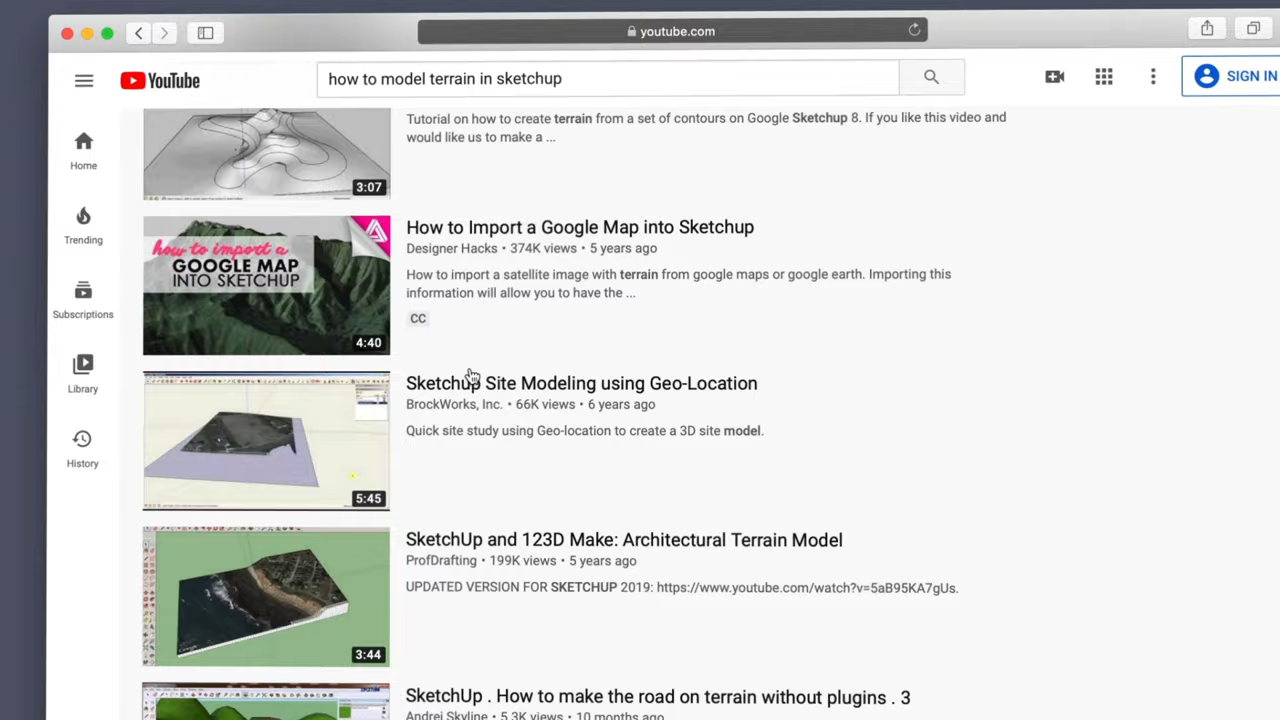 youtube.com
YouTube
how to model terrain in sketchup
SIGN IN
Home
Trending
Subscriptions
Library
History
Tutorial on how to create terrain from a set of contours on Google Sketchup 8. If you like this video and
would like us to make a ...
3:07
how to import a
GOOGLE MAP
INTO SKETCHUP
4:40
How to Import a Google Map into Sketchup
Designer Hacks • 374K views • 5 years ago
How to import a satellite image with terrain from google maps or google earth. Importing this
information will allow you to have the ...
CC
5:45
Sketchup Site Modeling using Geo-Location
BrockWorks, Inc. • 66K views • 6 years ago
Quick site study using Geo-location to create a 3D site model.
3:44
SketchUp and 123D Make: Architectural Terrain Model
ProfDrafting • 199K views • 5 years ago
UPDATED VERSION FOR SKETCHUP 2019: https://www.youtube.com/watch?v=5aB95KA7gUs.
SketchUp . How to make the road on terrain without plugins . 3
Andrei Skyline • 5.3K views • 10 months ago